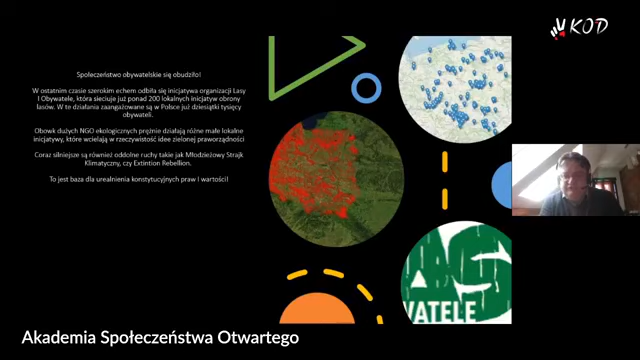 KOD
Społeczeństwo obywatelskie się obudziło!
W ostatnim czasie szerokim echem odbiła się inicjatywa organizacji Lasy
I Obywatele, która sieciuje już ponad 200 lokalnych inicjatyw obrony
lasów. W te działania zaangażowane są w Polsce już dziesiątki tysięcy
obywateli.
Obowk dużych NGO ekologicznych prężnie działają różne małe lokalne
inicjatywy, które wcielają w rzeczywistość idee zielonej praworządności
Coraz silniejsze są również oddolne ruchy takie jak Młodzieżowy Strajk
Klimatyczny, czy Extintion Rebellion.
To jest baza dla urealnienia konstytucyjnych praw I wartości!
AS
VATELE
Akademia Społeczeństwa Otwartego